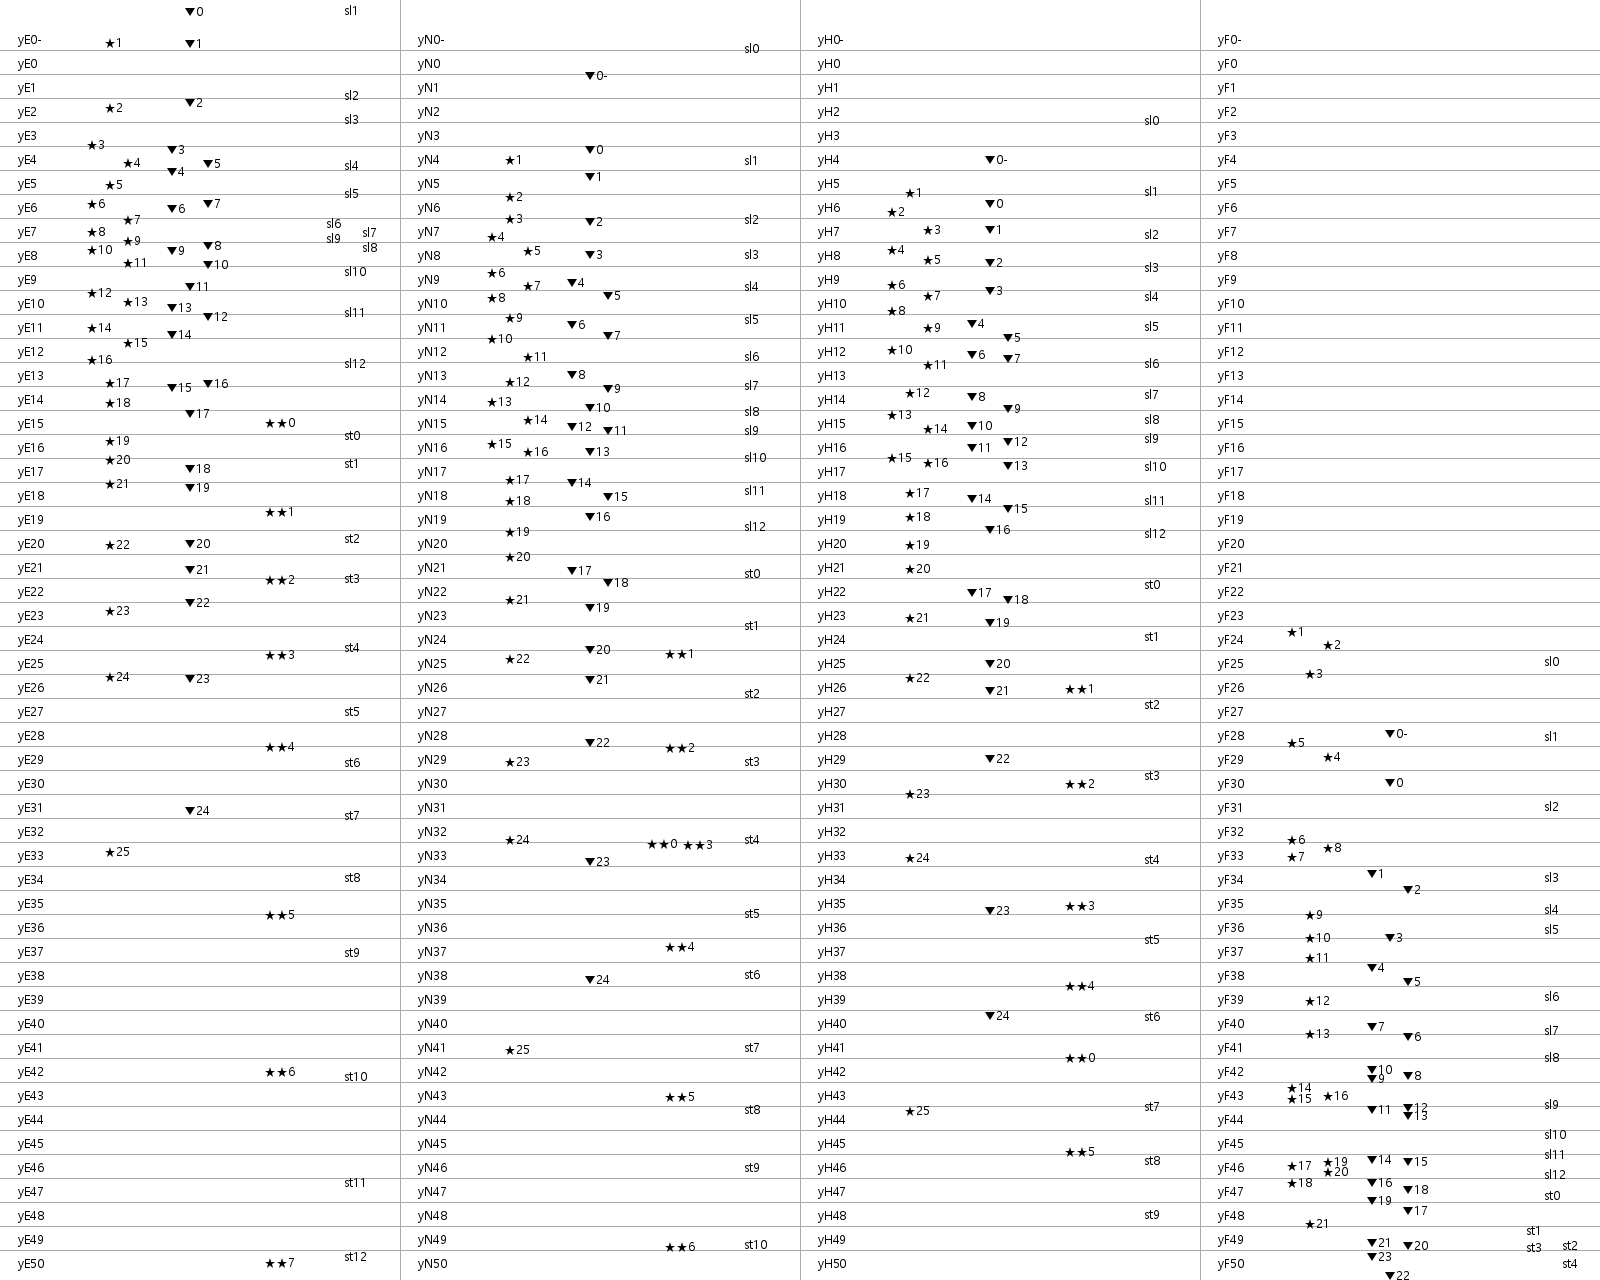 ▼0 sl1
yE0- ★1 ▼1
yE0
yE1
yE2 ★2 ▼2 sl2
sl3
yE3 ★3 ▼3
yE4 ★4 ▼4 ▼5 sl4
yE5 ★5 sl5
yE6 ★6 ▼6 ▼7
★7 sl6
yE7 ★8 ★9 sl7 sl9
yE8 ★10 ▼9 ▼8 sl8
★11 ▼10
yE9 ▼11 sl10
yE10 ★12 ★13 ▼13 ▼12 sl11
yE11 ★14 ▼14
yE12 ★15 ★16 sl12
yE13 ★17 ▼15 ▼16
yE14 ★18
yE15 ▼17 ★★0
yE16 ★19 st0
yE17 ★20 ▼18 st1
yE18 ★21 ▼19
yE19 ★★1
yE20 ★22 ▼20 st2
yE21 ▼21 ★★2 st3
yE22
yE23 ★23 ▼22
yE24 st4
yE25 ★★3
yE26 ★24 ▼23
yE27 st5
yE28
yE29 ★★4 st6
yE30
yE31 ▼24 st7
yE32
yE33 ★25
yE34 st8
yE35
yE36 ★★5
yE37 st9
yE38
yE39
yE40
yE41
yE42 ★★6 st10
yE43
yE44
yE45
yE46
yE47 st11
yE48
yE49
yE50 ★★7 st12
yN0- sl0
yN0
yN1 ▼0-
yN2
yN3
yN4 ★1 ▼0 sl1
yN5 ▼1
yN6 ★2
yN7 ★3 ▼2 sl2
★4
yN8 ★5 ▼3 sl3
yN9 ★6 ★7 ▼4 sl4
yN10 ★8 ▼5
yN11 ★9 ▼6 sl5
★10 ▼7
yN12 ★11 sl6
yN13 ★12 ▼8 ▼9 sl7
yN14 ★13 ▼10 sl8
yN15 ★14 ▼12 ▼11 sl9
yN16 ★15 ★16 ▼13 sl10
yN17 ★17 ▼14
yN18 ★18 ▼15 sl11
yN19 ★19 ▼16 sl12
yN20
yN21 ★20 ▼17 st0
yN22 ★21 ▼18
yN23 ▼19 st1
yN24
yN25 ★22 ▼20 ★★1
yN26 ▼21 st2
yN27
yN28 ▼22
yN29 ★23 ★★2 st3
yN30
yN31
yN32 ★24 ★★0 ★★3 st4
yN33 ▼23
yN34
yN35 st5
yN36
yN37 ★★4
yN38 ▼24 st6
yN39
yN40
yN41 ★25 st7
yN42
yN43 ★★5
yN44 st8
yN45
yN46 st9
yN47
yN48
yN49 ★★6 st10
yN50
yH0-
yH0
yH1
yH2 sl0
yH3
yH4 ▼0-
yH5 ★1 sl1
yH6 ★2 ▼0
yH7 ★3 ▼1 sl2
yH8 ★4 ★5 ▼2 sl3
yH9 ★6 ▼3
yH10 ★7 ★8 sl4
yH11 ★9 ▼4 ▼5 sl5
yH12 ★10 ▼6 ▼7 sl6
yH13 ★11
yH14 ★12 ▼8 ▼9 sl7
yH15 ★13 ★14 ▼10 sl8
yH16 ▼11 ▼12 sl9
yH17 ★15 ★16 ▼13 sl10
yH18 ★17 ▼14 ▼15 sl11
yH19 ★18 ▼16 sl12
yH20 ★19
yH21 ★20 st0
yH22 ▼17 ▼18
yH23 ★21 ▼19
yH24 st1
yH25 ★22 ▼20
yH26 ▼21 ★★1
yH27 st2
yH28
yH29 ▼22 st3
yH30 ★23 ★★2
yH31
yH32
yH33 ★24 st4
yH34
yH35 ▼23 ★★3
yH36
yH37 st5
yH38
yH39 ★★4
yH40 ▼24 st6
yH41 ★★0
yH42
yH43
yH44 ★25 st7
yH45 ★★5
yH46 st8
yH47
yH48 st9
yH49
yH50
yF0-
yF0
yF1
yF2
yF3
yF4
yF5
yF6
yF7
yF8
yF9
yF10
yF11
yF12
yF13
yF14
yF15
yF16
yF17
yF18
yF19
yF20
yF21
yF22
yF23
yF24 ★1 ★2
yF25 ★3 sl0
yF26
yF27
yF28 ★5 ▼0- sl1
yF29 ★4
yF30 ▼0
yF31 sl2
yF32 ★6
yF33 ★7 ★8
yF34 ▼1 ▼2 sl3
yF35 ★9 sl4
yF36 ★10 ▼3 sl5
yF37 ★11
yF38 ▼4 ▼5
yF39 ★12 sl6
yF40 ★13 ▼7 ▼6 sl7
yF41 sl8
yF42 ▼10 ▼9 ▼8
yF43 ★14 ★15 ★16 sl9
yF44 ▼11 ▼12 ▼13
yF45 sl10
sl11
yF46 ★17 ★19 ★20 ▼14 ▼15 sl12
yF47 ★18 ▼16 ▼18 ▼19 st0
yF48 ★21 ▼17
st1
yF49 ▼21 ▼20 st3 st2
yF50 ▼23 st4
▼22